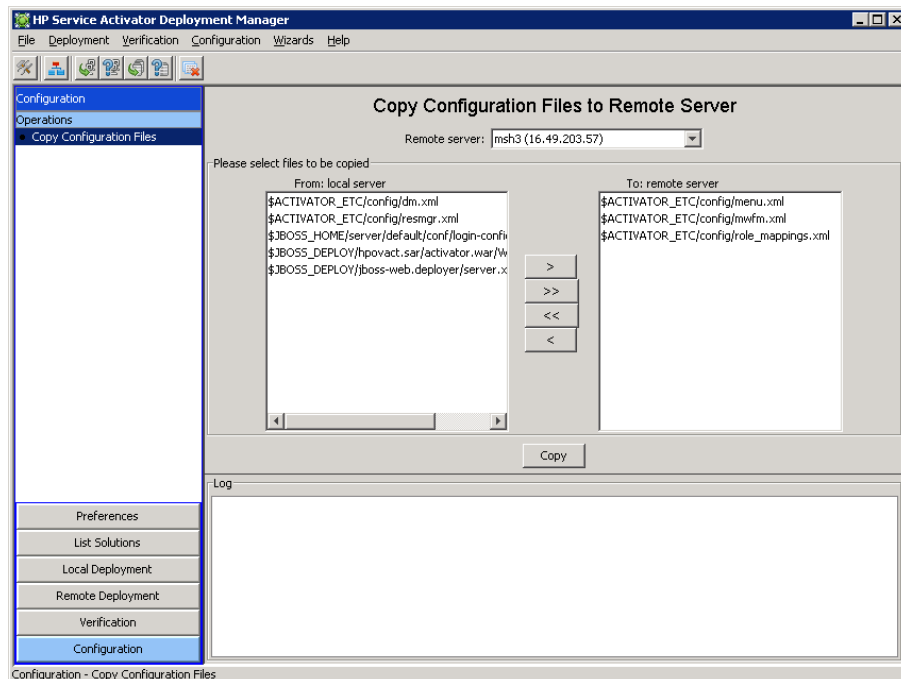 HP Service Activator Deployment Manager
File Deployment Verification Configuration Wizards Help
Configuration
Operations
Copy Configuration Files
Copy Configuration Files to Remote Server
Remote server: msh3 (16.49.203.57)
Please select files to be copied
From: local server
$ACTIVATOR_ETC/config/dm.xml
$ACTIVATOR_ETC/config/resmgr.xml
$JBOSS_HOME/server/default/conf/login-confi
$JBOSS_DEPLOY/hpovact.sar/activator.war/W
$JBOSS_DEPLOY/jboss-web.deployer/server.x
>
>>
<<
<
To: remote server
$ACTIVATOR_ETC/config/menu.xml
$ACTIVATOR_ETC/config/mwfm.xml
$ACTIVATOR_ETC/config/role_mappings.xml
Copy
Log
Preferences
List Solutions
Local Deployment
Remote Deployment
Verification
Configuration
Configuration - Copy Configuration Files